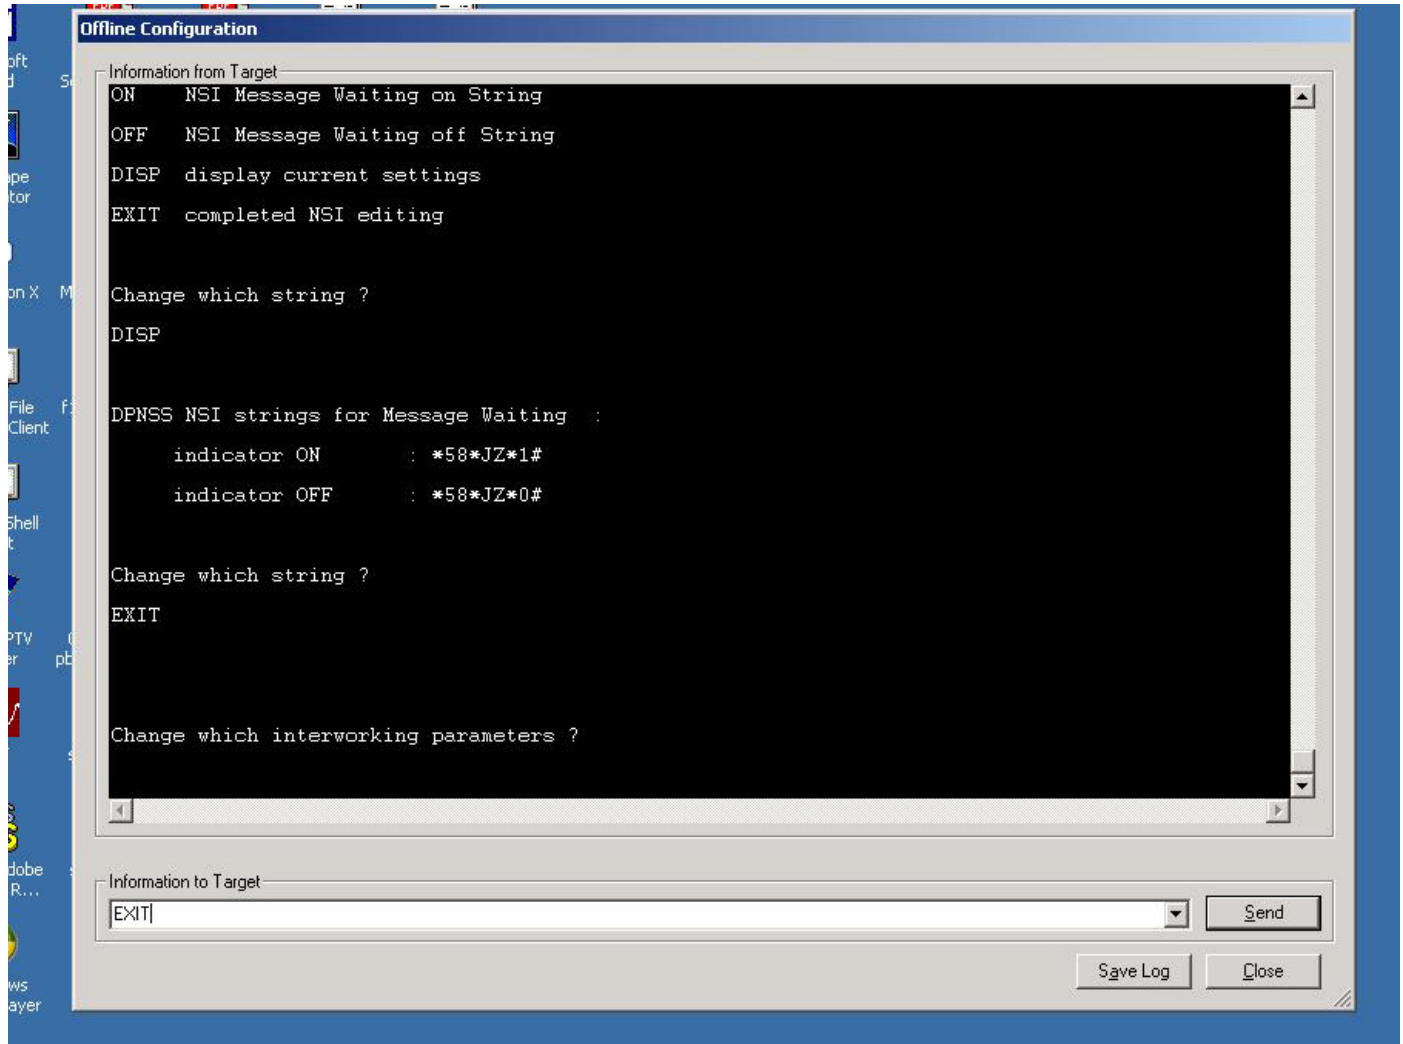 Offline Configuration
Information from Target
ON NSI Message Waiting on String
OFF NSI Message Waiting off String
DISP display current settings
EXIT completed NSI editing
Change which string ?
DISP
DPNSS NSI strings for Message Waiting :
indicator ON : *58*JZ*1#
indicator OFF : *58*JZ*0#
Change which string ?
EXIT
Change which interworking parameters ?
Information to Target
EXIT
Send
Save Log
Close
File
Client